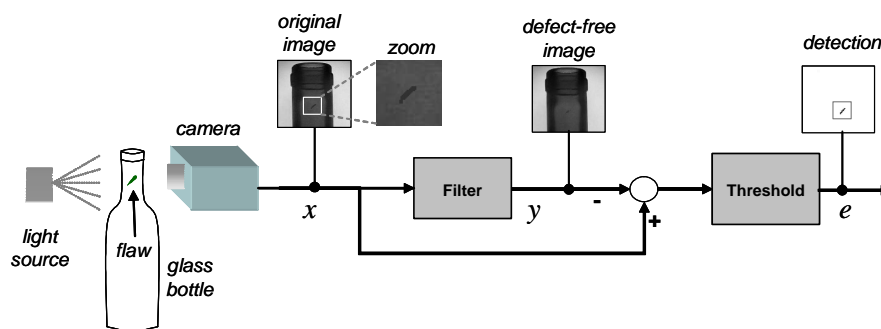 original
image
zoom
defect-free
image
detection
camera
x
Filter
y
-
+
Threshold
e
light
source
flaw
glass
bottle